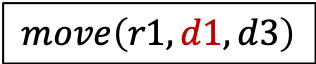 move(r1, d1, d3)